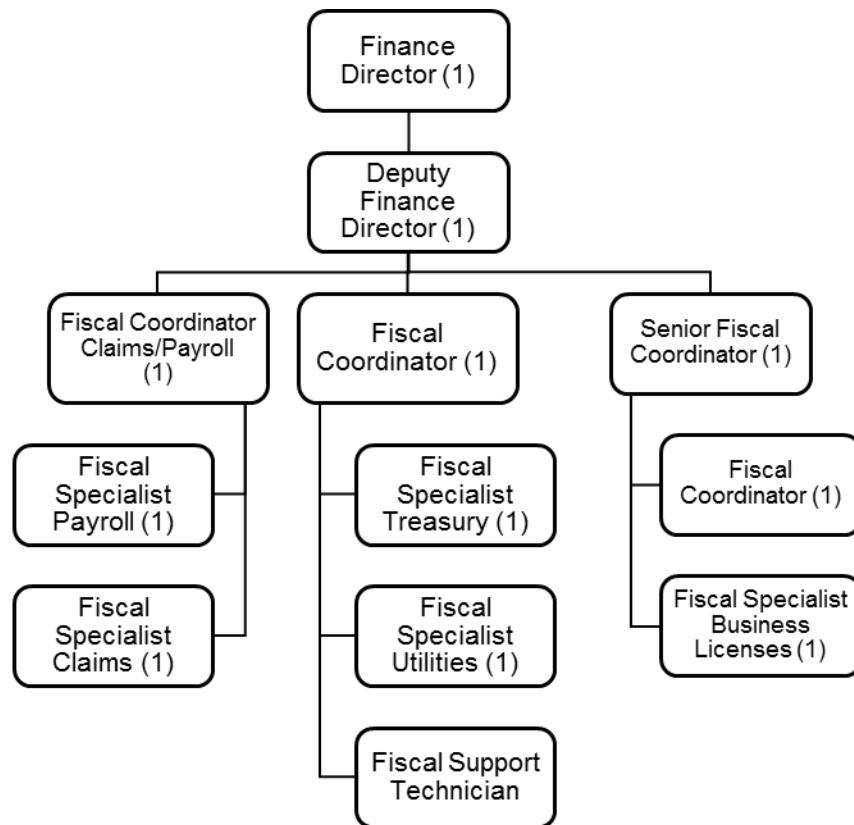 Finance
Director (1)
Deputy
Finance
Director (1)
Fiscal Coordinator
Claims/Payroll
(1)
Fiscal
Coordinator (1)
Senior Fiscal
Coordinator (1)
Fiscal
Specialist
Payroll (1)
Fiscal
Specialist
Treasury (1)
Fiscal
Coordinator (1)
Fiscal
Specialist
Claims (1)
Fiscal
Specialist
Utilities (1)
Fiscal Specialist
Business
Licenses (1)
Fiscal Support
Technician